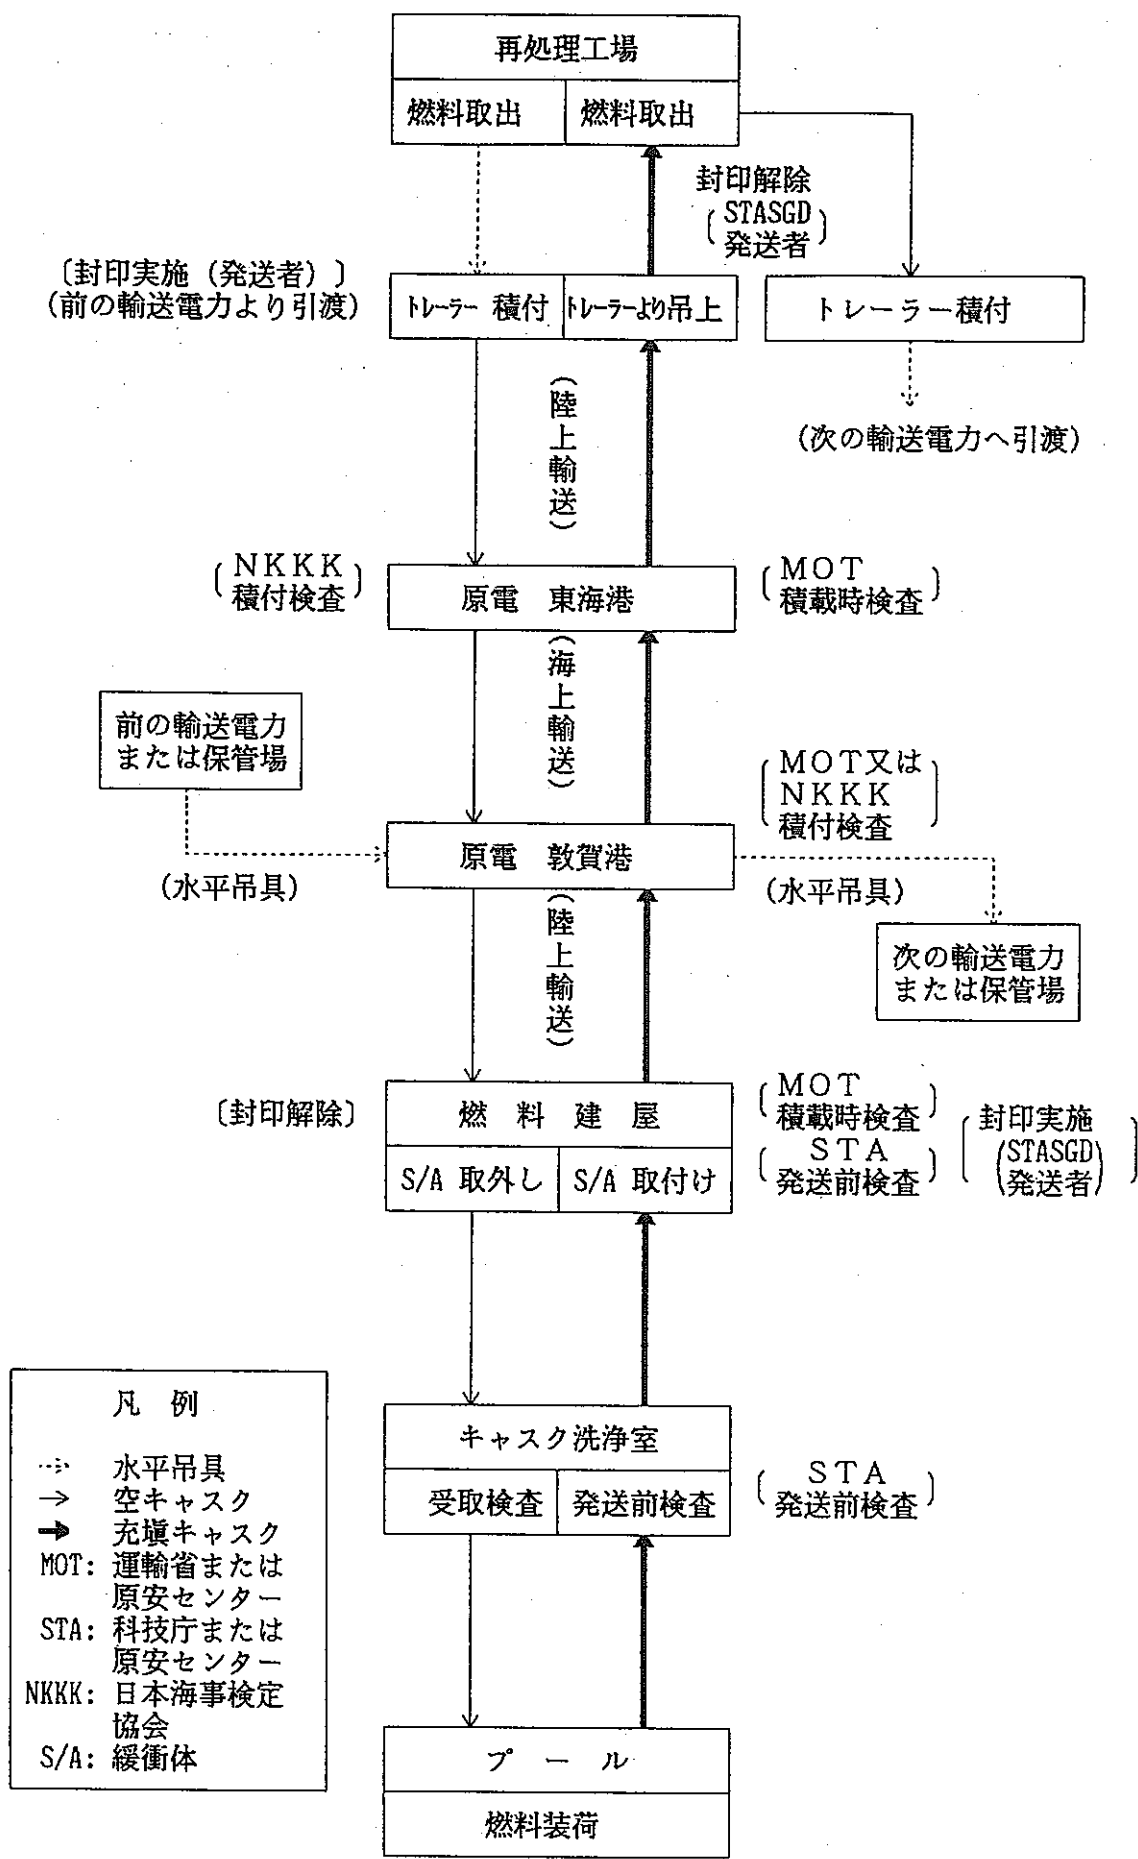 再処理工場
燃料取出
燃料取出
封印解除
STASGD
発送者
〔封印実施（発送者）〕
（前の輸送電力より引渡）
トレーラー 積付
トレーラーより吊上
トレーラー積付
（陸上輸送）
（次の輸送電力へ引渡）
NKKK
積付検査
原電 東海港
MOT
積載時検査
（海上輸送）
前の輸送電力
または保管場
MOT又は
NKKK
積付検査
原電 敦賀港
（水平吊具）
（水平吊具）
（陸上輸送）
次の輸送電力
または保管場
〔封印解除〕
燃料建屋
MOT
積載時検査
STA
発送前検査
封印実施
(STASGD)
(発送者)
S/A 取外し
S/A 取付け
キャスク洗浄室
受取検査
発送前検査
STA
発送前検査
凡 例
水平吊具
空キャスク
充塡キャスク
MOT: 運輸省または
原安センター
STA: 科技庁または
原安センター
NKKK: 日本海事検定
協会
S/A: 緩衝体
プール
燃料装荷